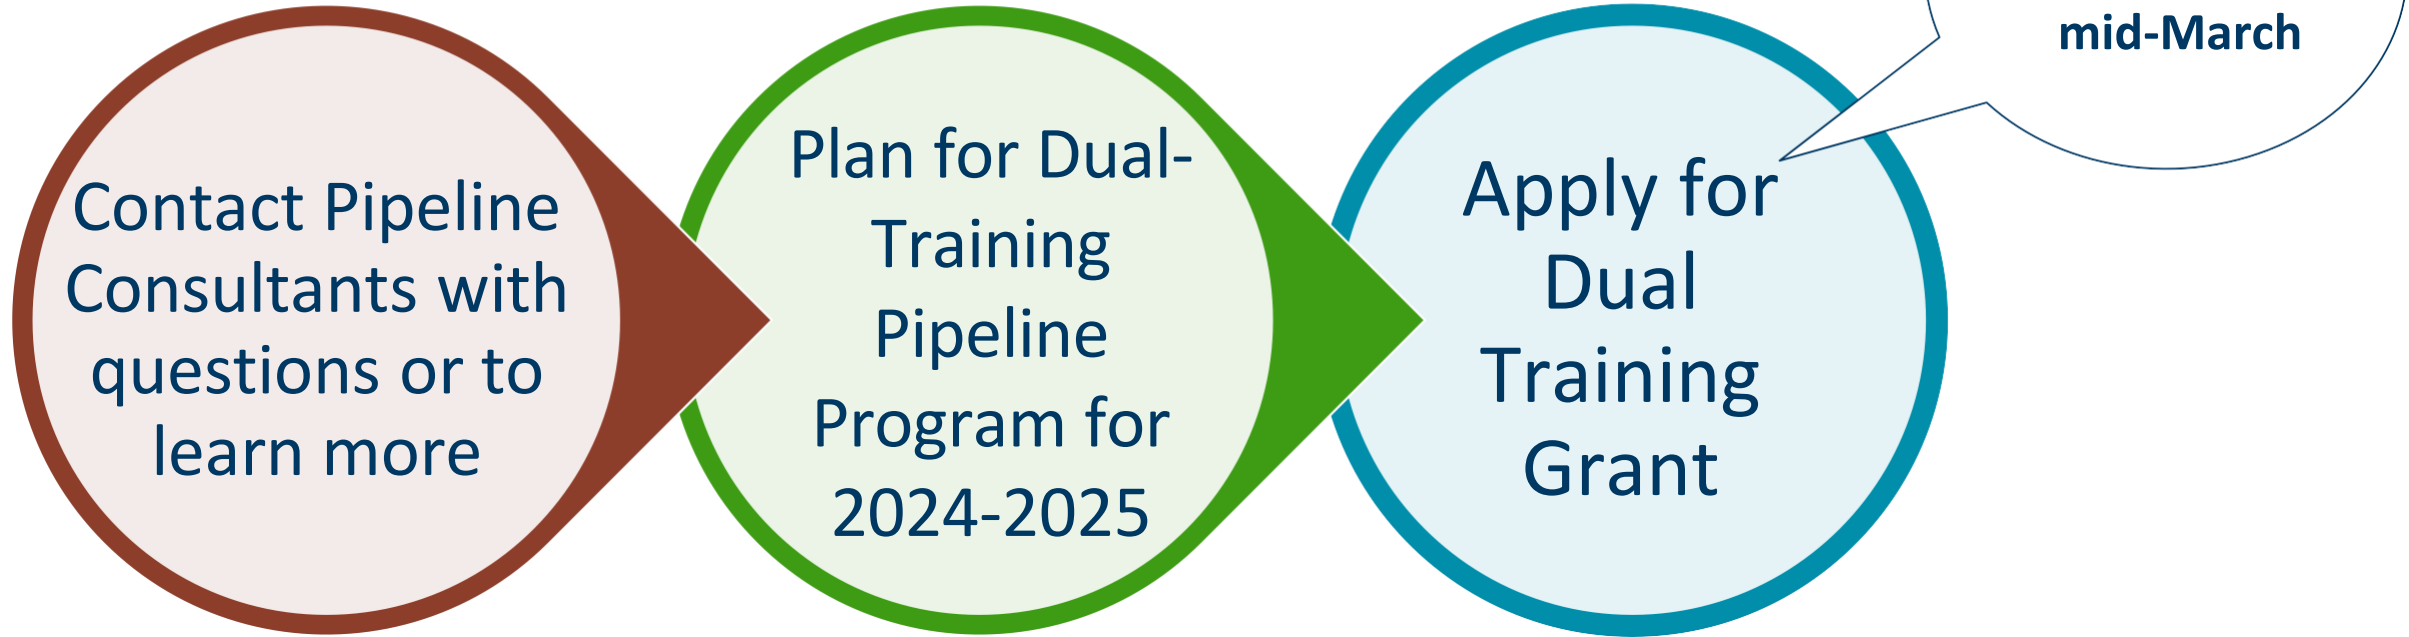 Contact Pipeline
Consultants with
questions or to
learn more
Plan for Dual-
Training
Pipeline
Program for
2024-2025
Apply for
Dual
Training
Grant
mid-March